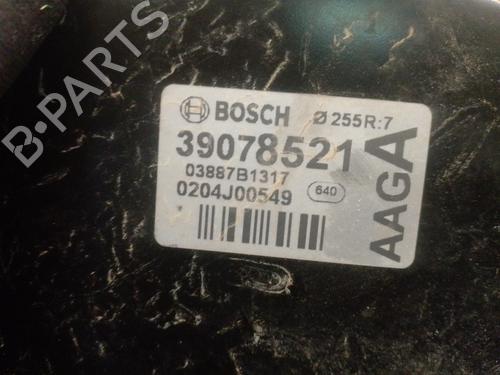 BOSCH Ø255R:7
39078521
03887B1317
0204J00549 640
AAGA
B-PARTS